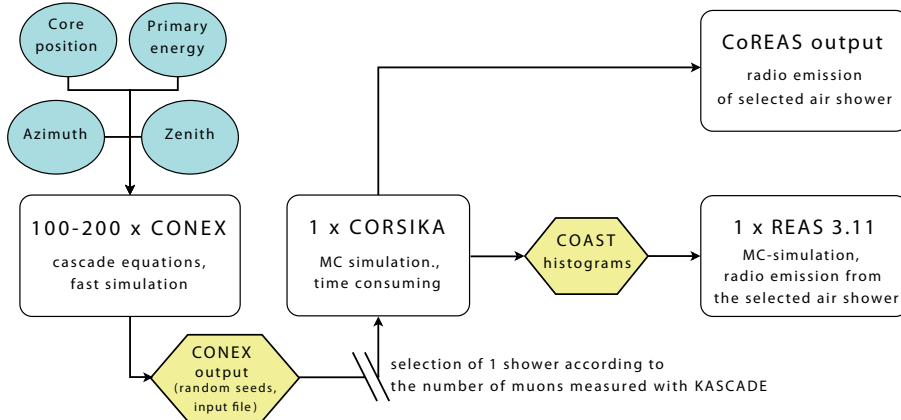 Core
position
Primary
energy
Azimuth
Zenith
100-200 x CONEX
cascade equations,
fast simulation
CONEX
output
(random seeds,
input file)
selection of 1 shower according to
the number of muons measured with KASCADE
1 x CORSIKA
MC simulation.,
time consuming
CoREAS output
radio emission
of selected air shower
COAST
histograms
1 x REAS 3.11
MC-simulation,
radio emission from
the selected air shower